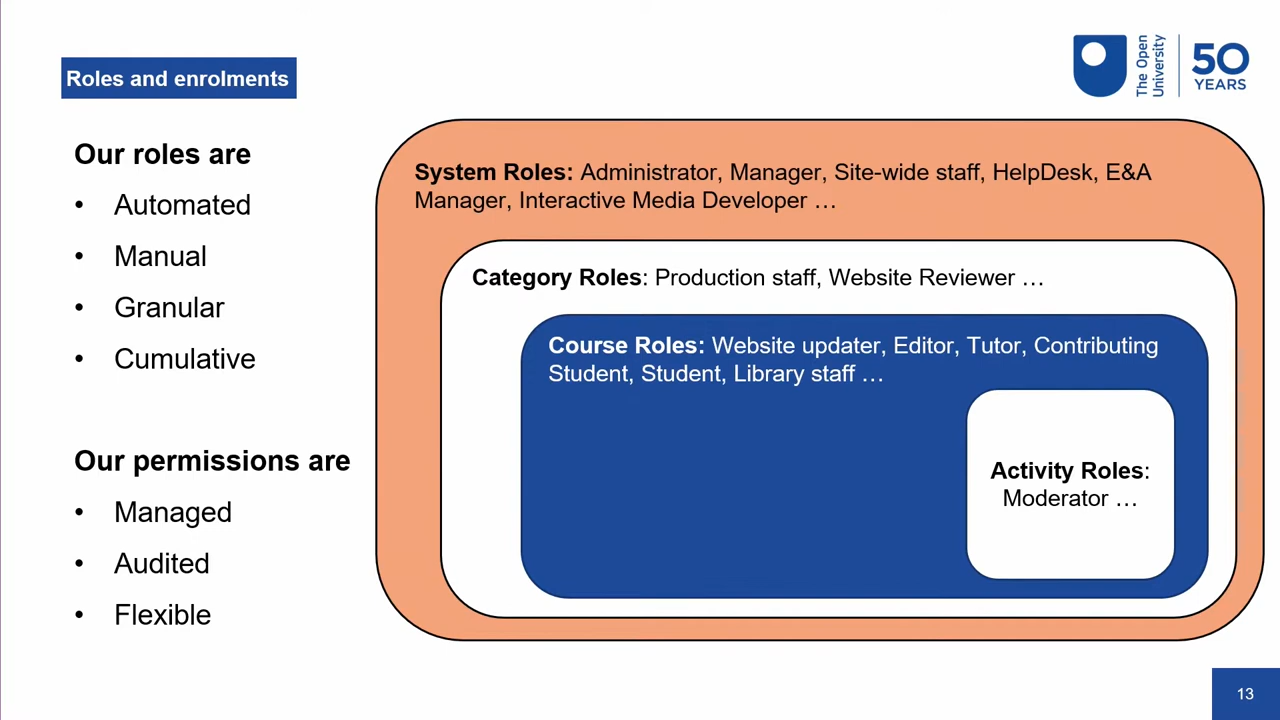 Roles and enrolments
The Open
University
50
YEARS
Our roles are
• Automated
• Manual
• Granular
• Cumulative
Our permissions are
• Managed
• Audited
• Flexible
System Roles: Administrator, Manager, Site-wide staff, HelpDesk, E&A
Manager, Interactive Media Developer …
Category Roles: Production staff, Website Reviewer …
Course Roles: Website updater, Editor, Tutor, Contributing
Student, Student, Library staff …
Activity Roles:
Moderator …
13